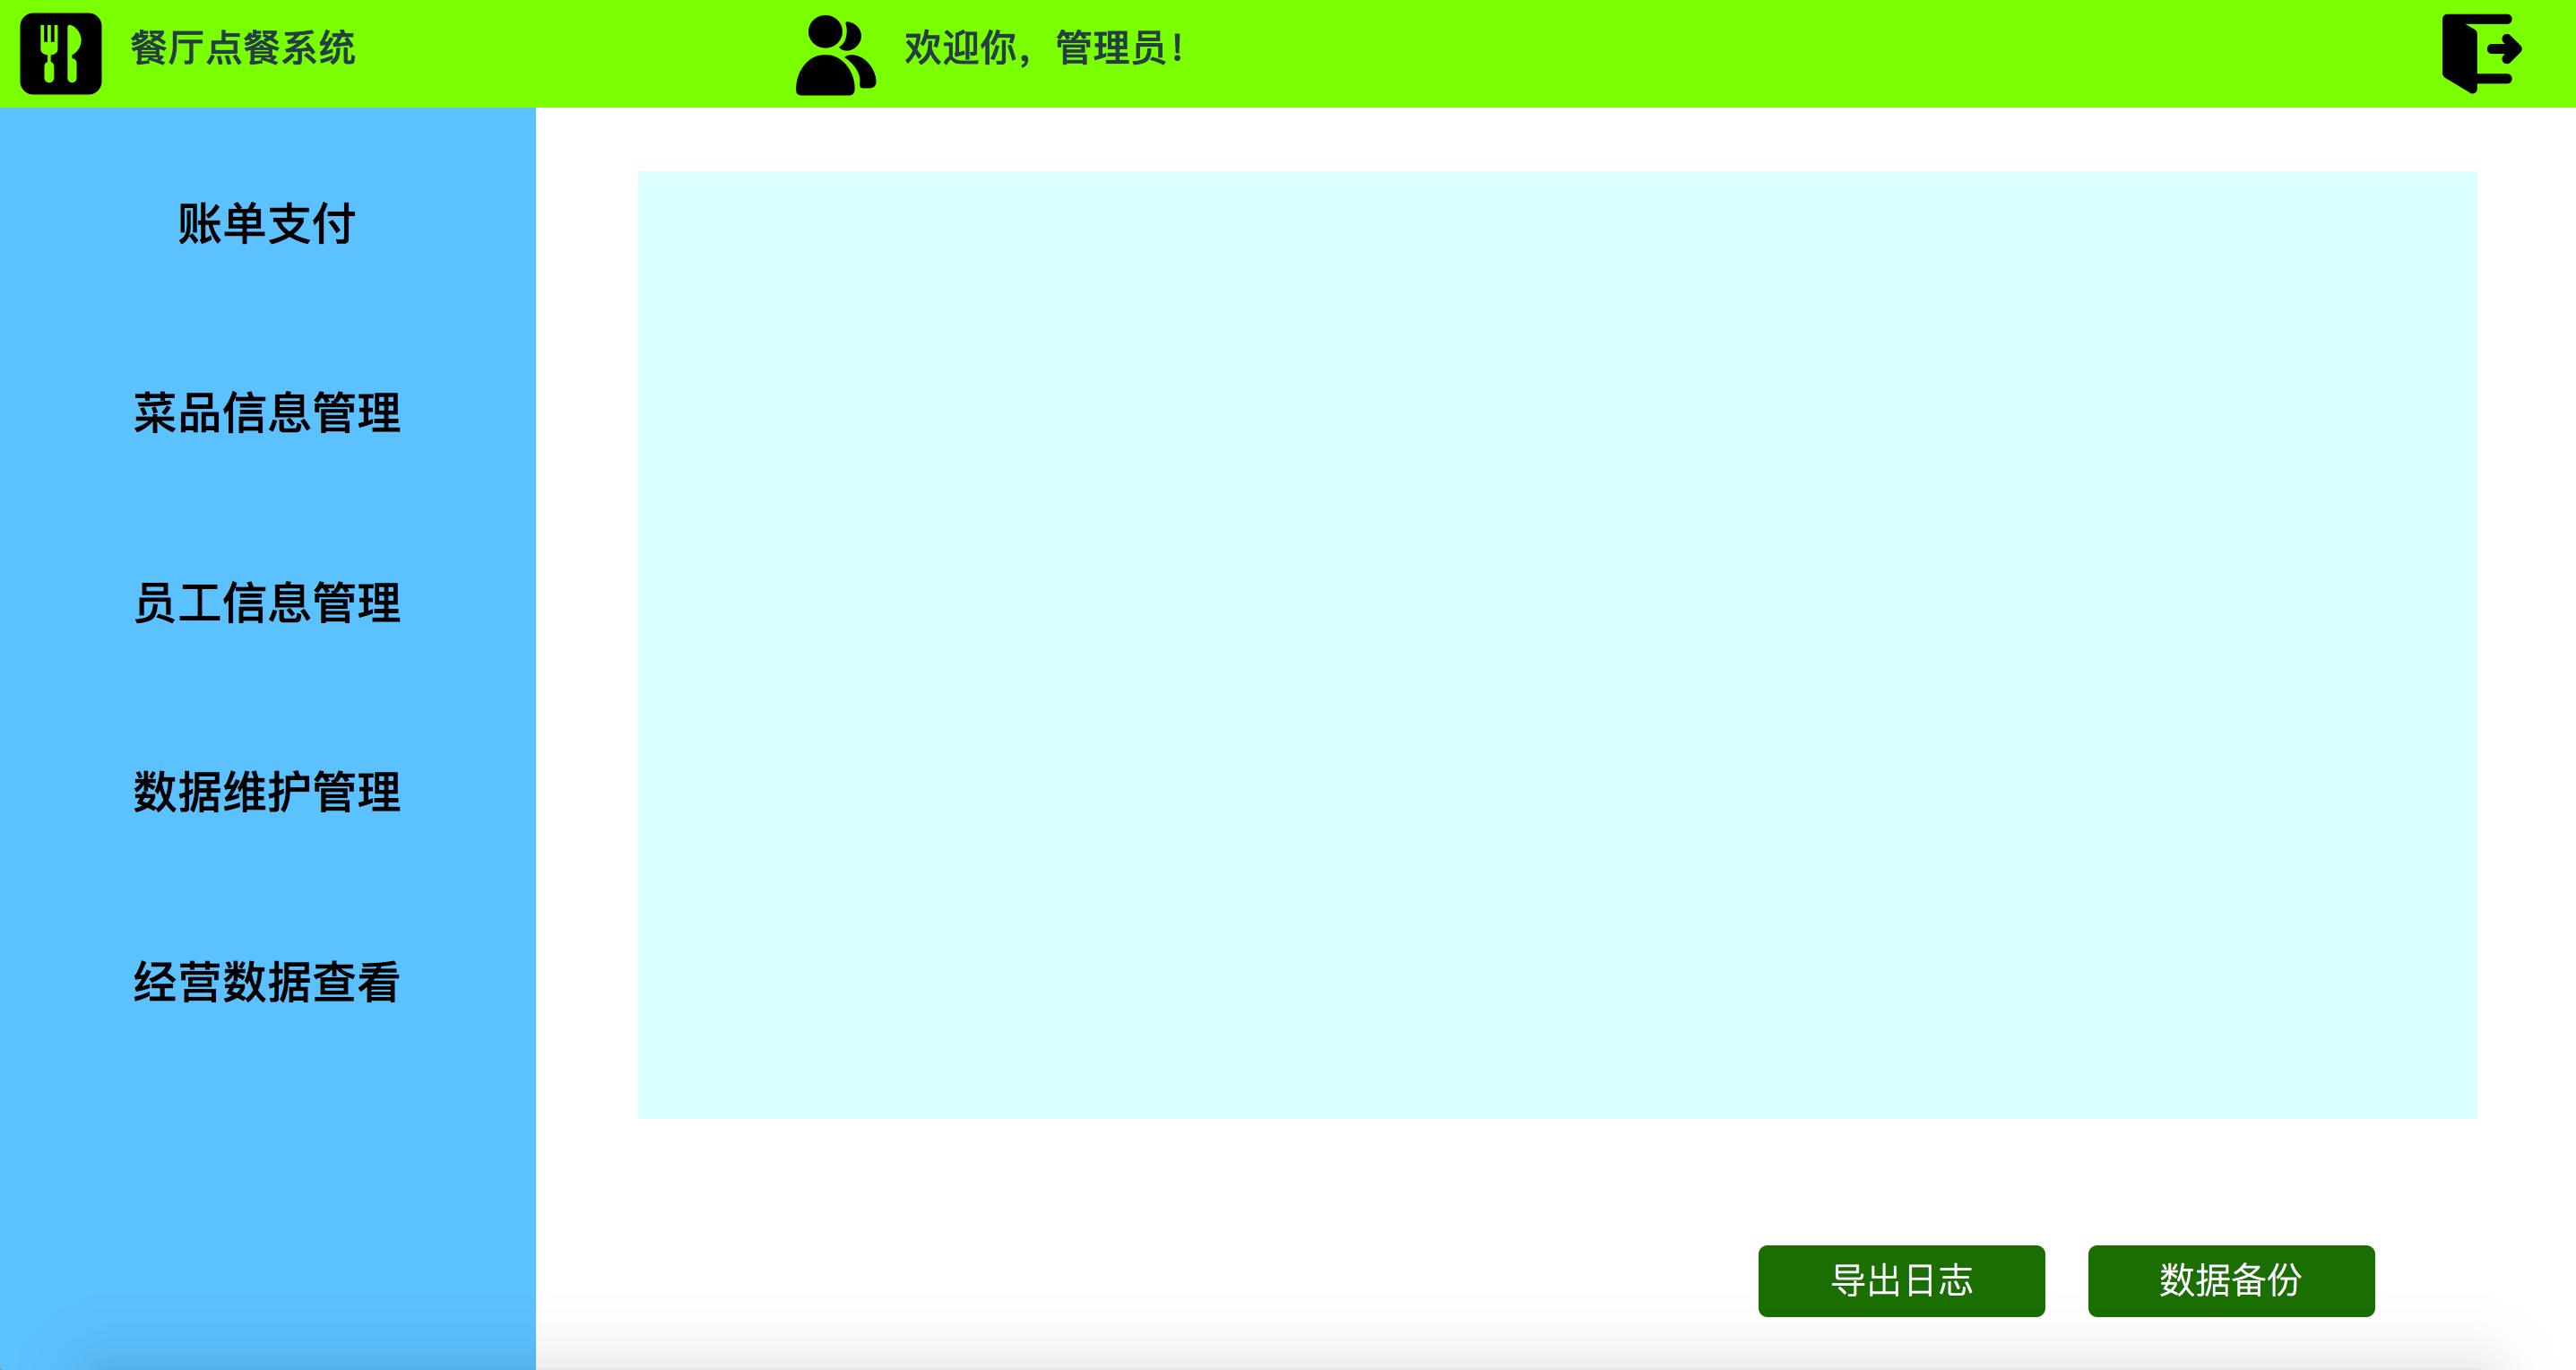 餐厅点餐系统
欢迎你，管理员！
账单支付
菜品信息管理
员工信息管理
数据维护管理
经营数据查看
导出日志
数据备份